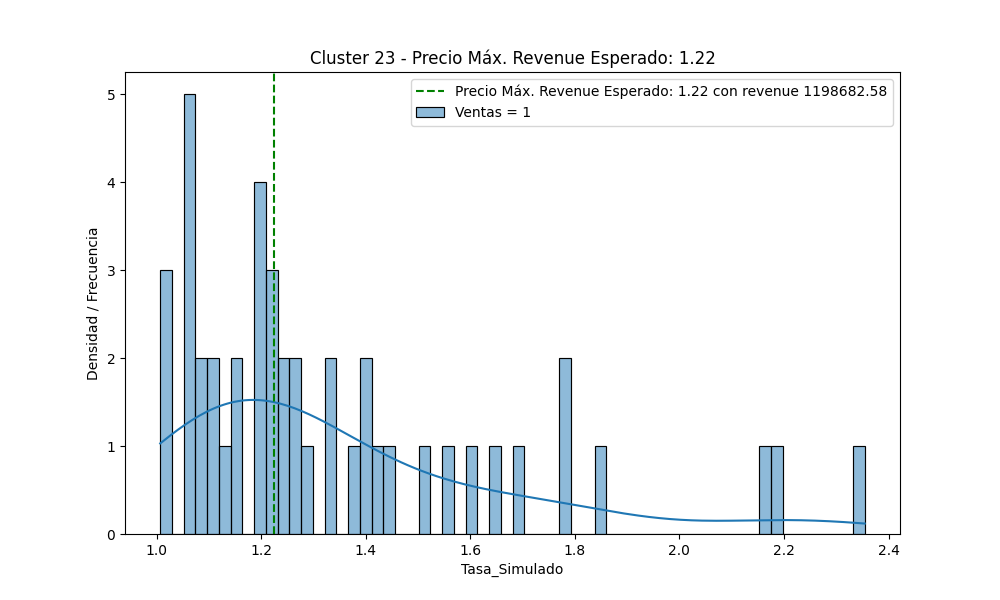 Cluster 23 - Precio Máx. Revenue Esperado: 1.22
Precio Máx. Revenue Esperado: 1.22 con revenue 1198682.58
Ventas = 1
Densidad / Frecuencia
5
4
3
2
1
0
1.0 1.2 1.4 1.6 1.8 2.0 2.2 2.4
Tasa_Simulado